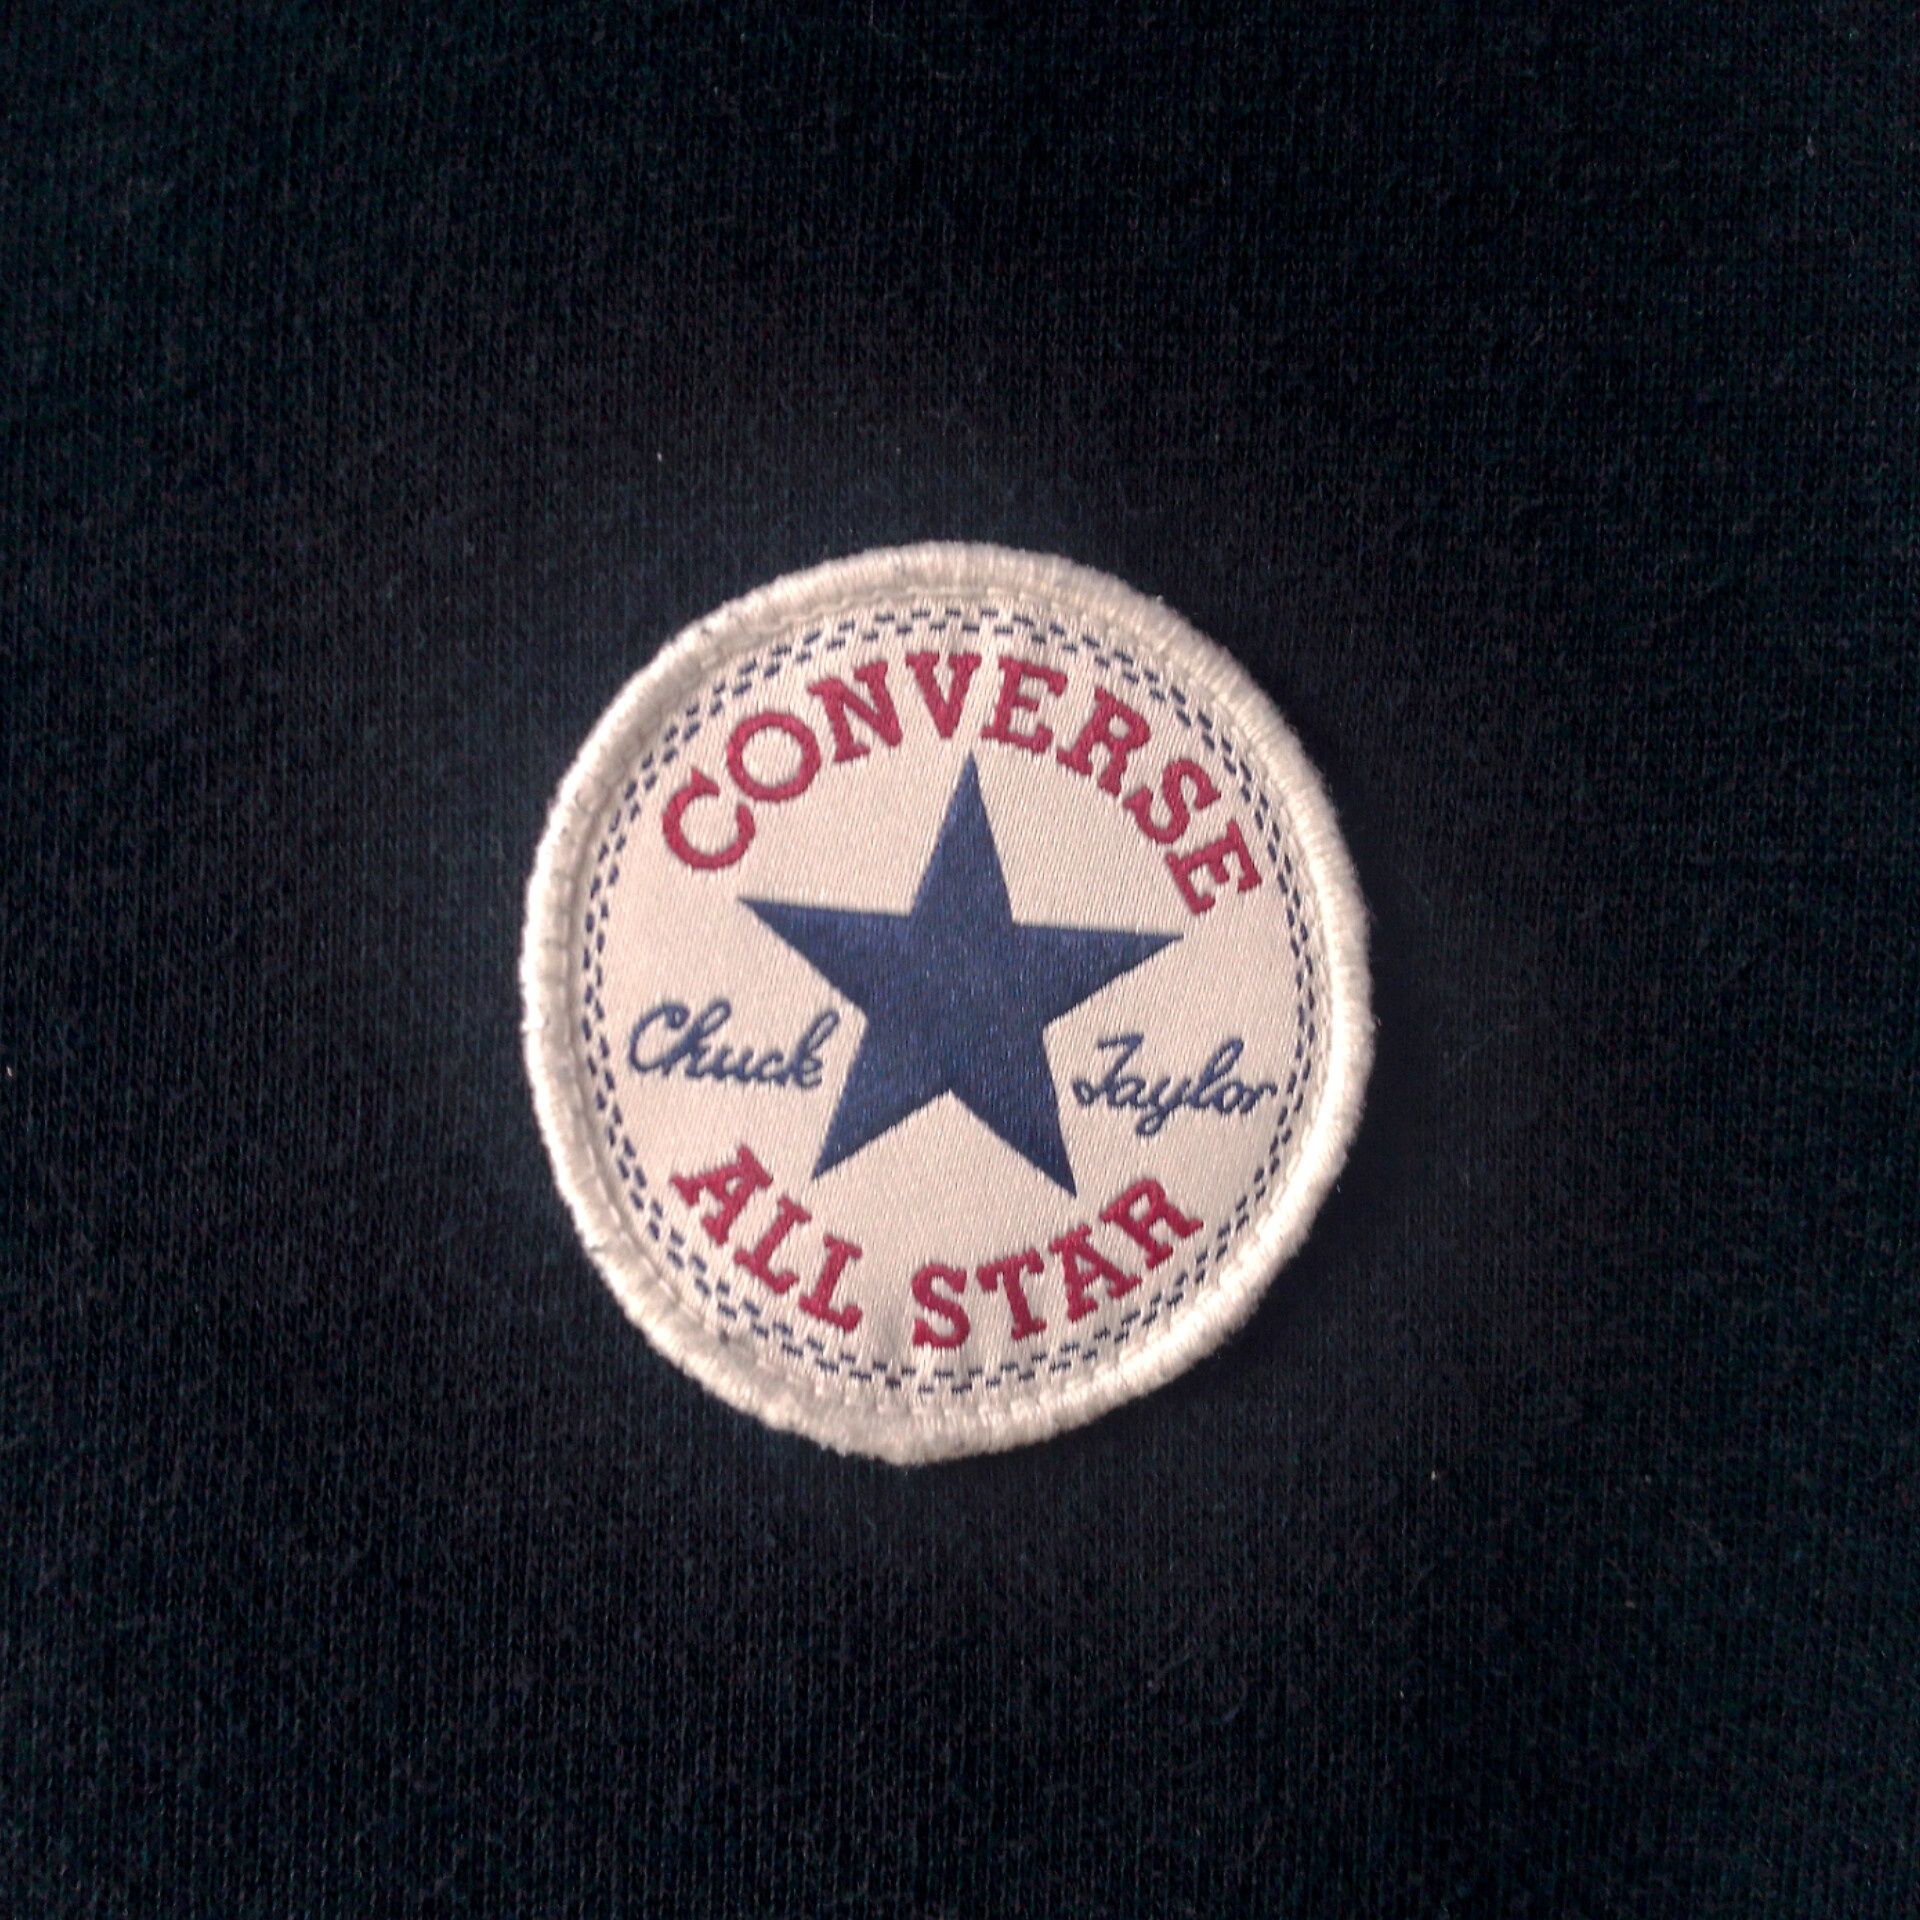 CONVERSE
Chuck Taylor
ALL STAR